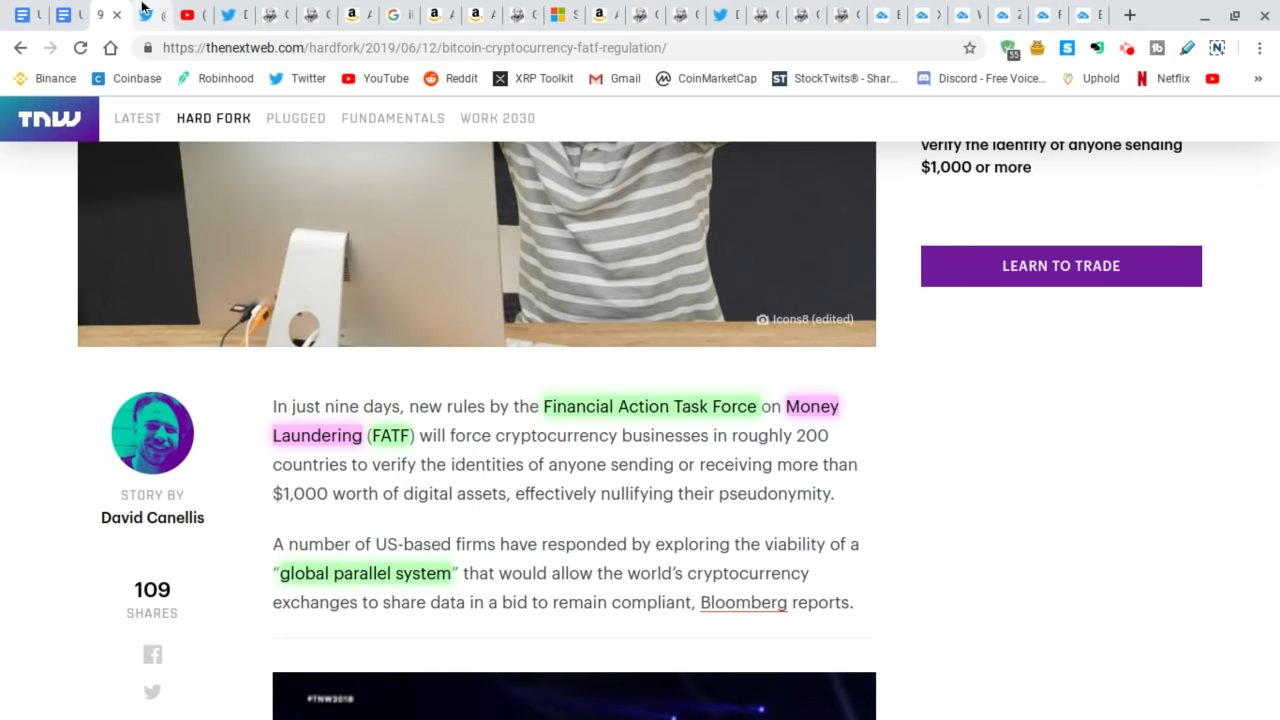 9
https://thenextweb.com/hardfork/2019/06/12/bitcoin-cryptocurrency-fatf-regulation/
55
Binance
Coinbase
Robinhood
Twitter
YouTube
Reddit
XRP Toolkit
Gmail
CoinMarketCap
StockTwits® - Shar...
Discord - Free Voice...
Uphold
Netflix
TNW
LATEST
HARD FORK
PLUGGED
FUNDAMENTALS
WORK 2030
verify the identity of anyone sending
$1,000 or more
LEARN TO TRADE
Icons8 (edited)
In just nine days, new rules by the Financial Action Task Force on Money
Laundering (FATF) will force cryptocurrency businesses in roughly 200
countries to verify the identities of anyone sending or receiving more than
$1,000 worth of digital assets, effectively nullifying their pseudonymity.
STORY BY
David Canellis
A number of US-based firms have responded by exploring the viability of a
“global parallel system” that would allow the world’s cryptocurrency
exchanges to share data in a bid to remain compliant, Bloomberg reports.
109
SHARES
#TNW2018